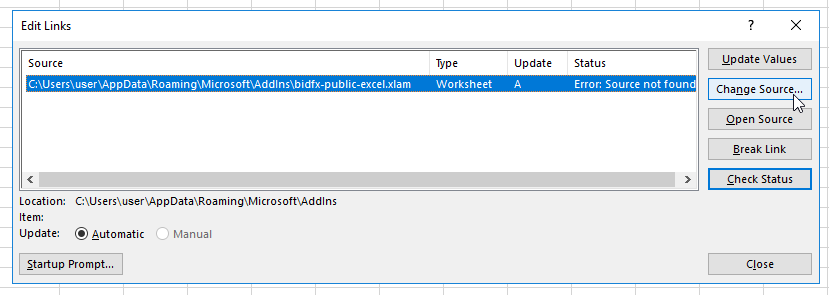 Edit Links
?
Source Type Update Status
C:\Users\user\AppData\Roaming\Microsoft\AddIns\bidfx-public-excel.xlam Worksheet A Error: Source not found
Update Values
Change Source...
Open Source
Break Link
Check Status
Location: C:\Users\user\AppData\Roaming\Microsoft\AddIns
Item:
Update: Automatic Manual
Startup Prompt... Close